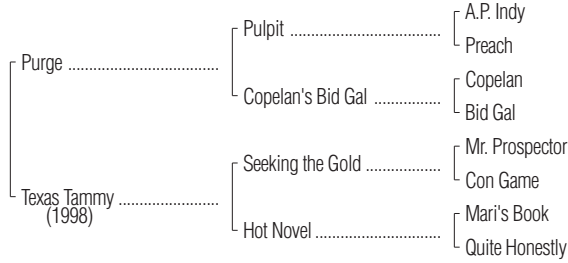 A.P. Indy
Pulpit ..............................
Preach
Purge ....................................
Copelan
Copelan's Bid Gal ................
Bid Gal
Mr. Prospector
Seeking the Gold ..................
Con Game
Texas Tammy ........................
(1998)
Mari's Book
Hot Novel ..............................
Quite Honestly